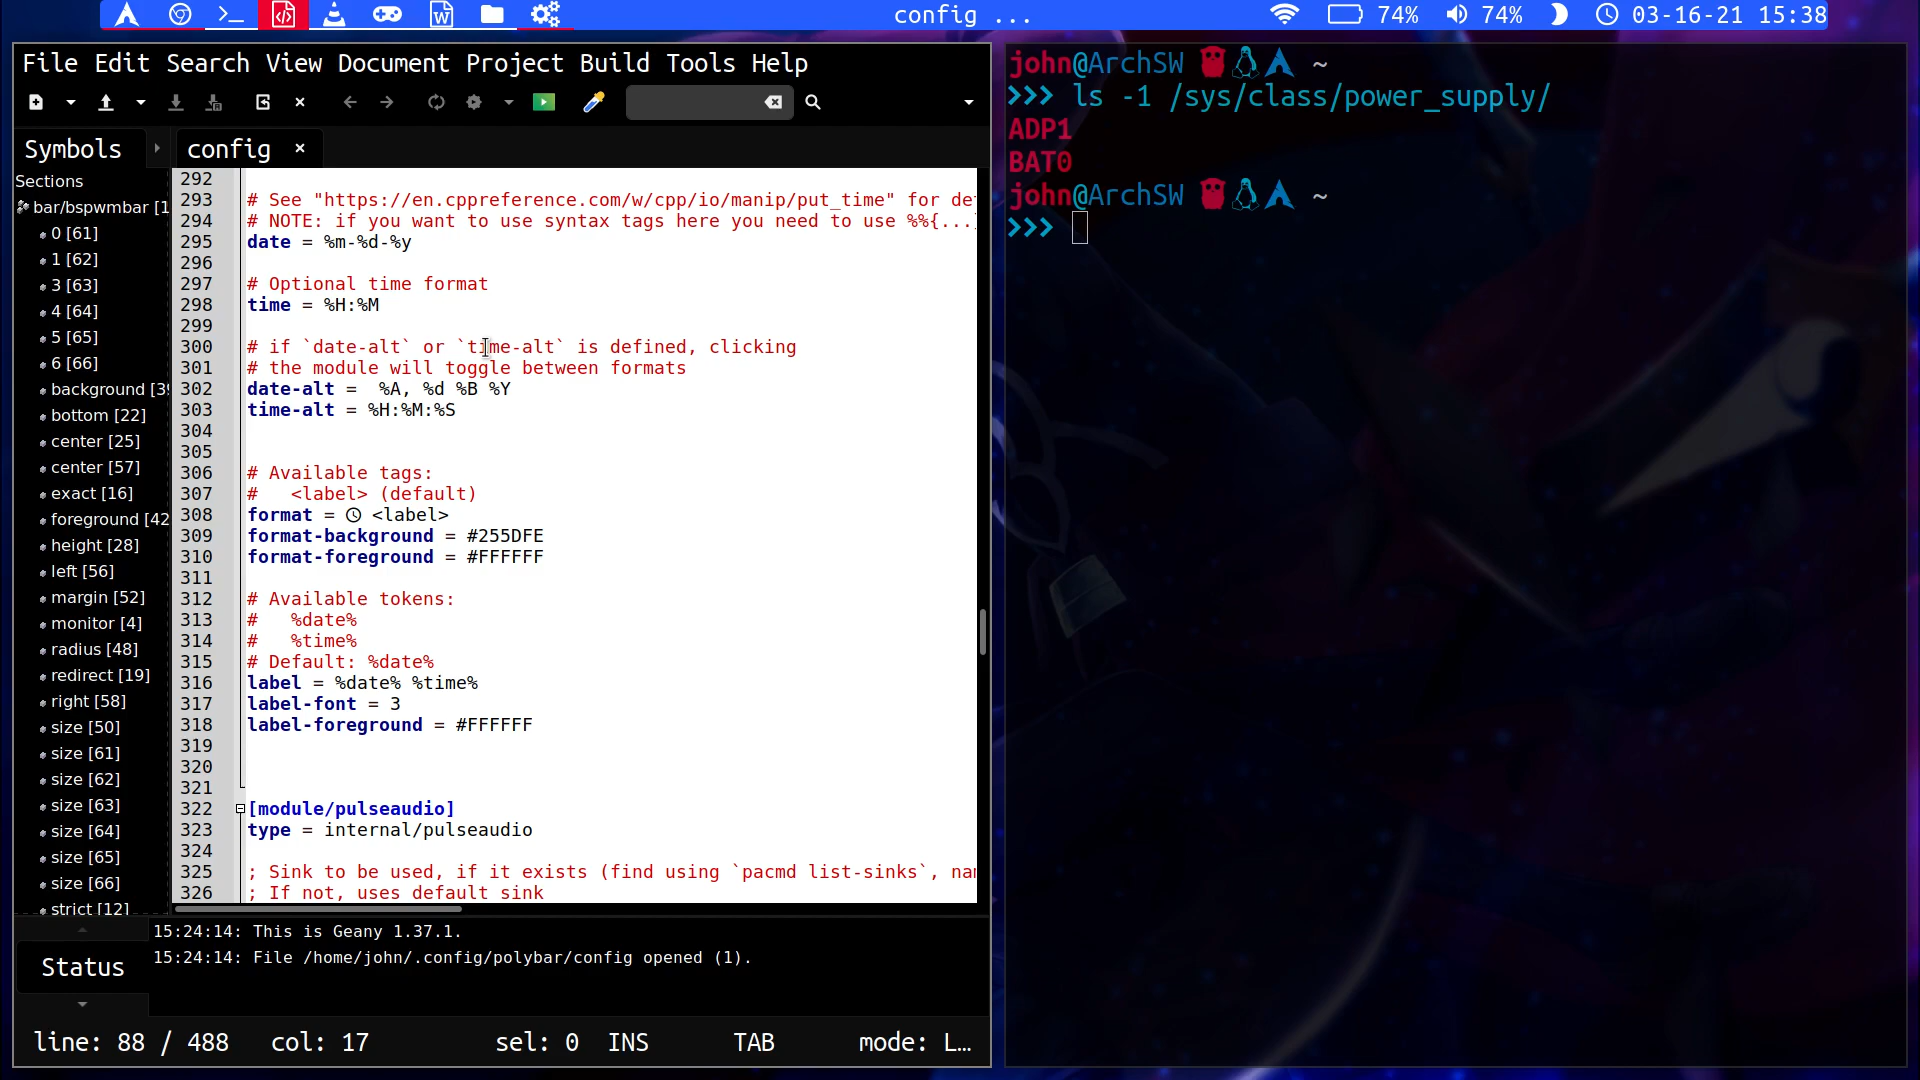 config ...
74%
74%
03-16-21 15:38
File Edit Search View Document Project Build Tools Help
Symbols
config ×
Sections
bar/bspwmbar [1
0 [61]
1 [62]
3 [63]
4 [64]
5 [65]
6 [66]
background [39
bottom [22]
center [25]
center [57]
exact [16]
foreground [42
height [28]
left [56]
margin [52]
monitor [4]
radius [48]
redirect [19]
right [58]
size [50]
size [61]
size [62]
size [63]
size [64]
size [65]
size [66]
strict [12]
292
293 # See "https://en.cppreference.com/w/cpp/io/manip/put_time" for de
294 # NOTE: if you want to use syntax tags here you need to use %%{...}
295 date = %m-%d-%y
296
297 # Optional time format
298 time = %H:%M
299
300 # if `date-alt` or `time-alt` is defined, clicking
301 # the module will toggle between formats
302 date-alt =  %A, %d %B %Y
303 time-alt = %H:%M:%S
304
305
306 # Available tags:
307 #   <label> (default)
308 format = <label>
309 format-background = #255DFE
310 format-foreground = #FFFFFF
311
312 # Available tokens:
313 #   %date%
314 #   %time%
315 # Default: %date%
316 label = %date% %time%
317 label-font = 3
318 label-foreground = #FFFFFF
319
320
321
322 [module/pulseaudio]
323 type = internal/pulseaudio
324
325 ; Sink to be used, if it exists (find using `pacmd list-sinks`, na
326 ; If not, uses default sink
Status
15:24:14: This is Geany 1.37.1.
15:24:14: File /home/john/.config/polybar/config opened (1).
line: 88 / 488 col: 17 sel: 0 INS TAB mode: L...
john@ArchSW ~
>>> ls -1 /sys/class/power_supply/
ADP1
BAT0
john@ArchSW ~
>>>